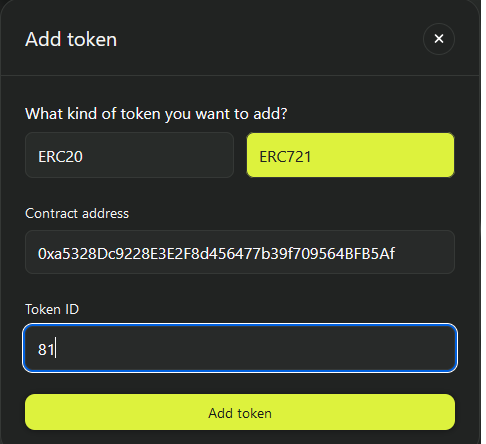 Add token
What kind of token you want to add?
ERC20 ERC721
Contract address
0xa5328Dc9228E3E2F8d456477b39f709564BFB5Af
Token ID
81
Add token